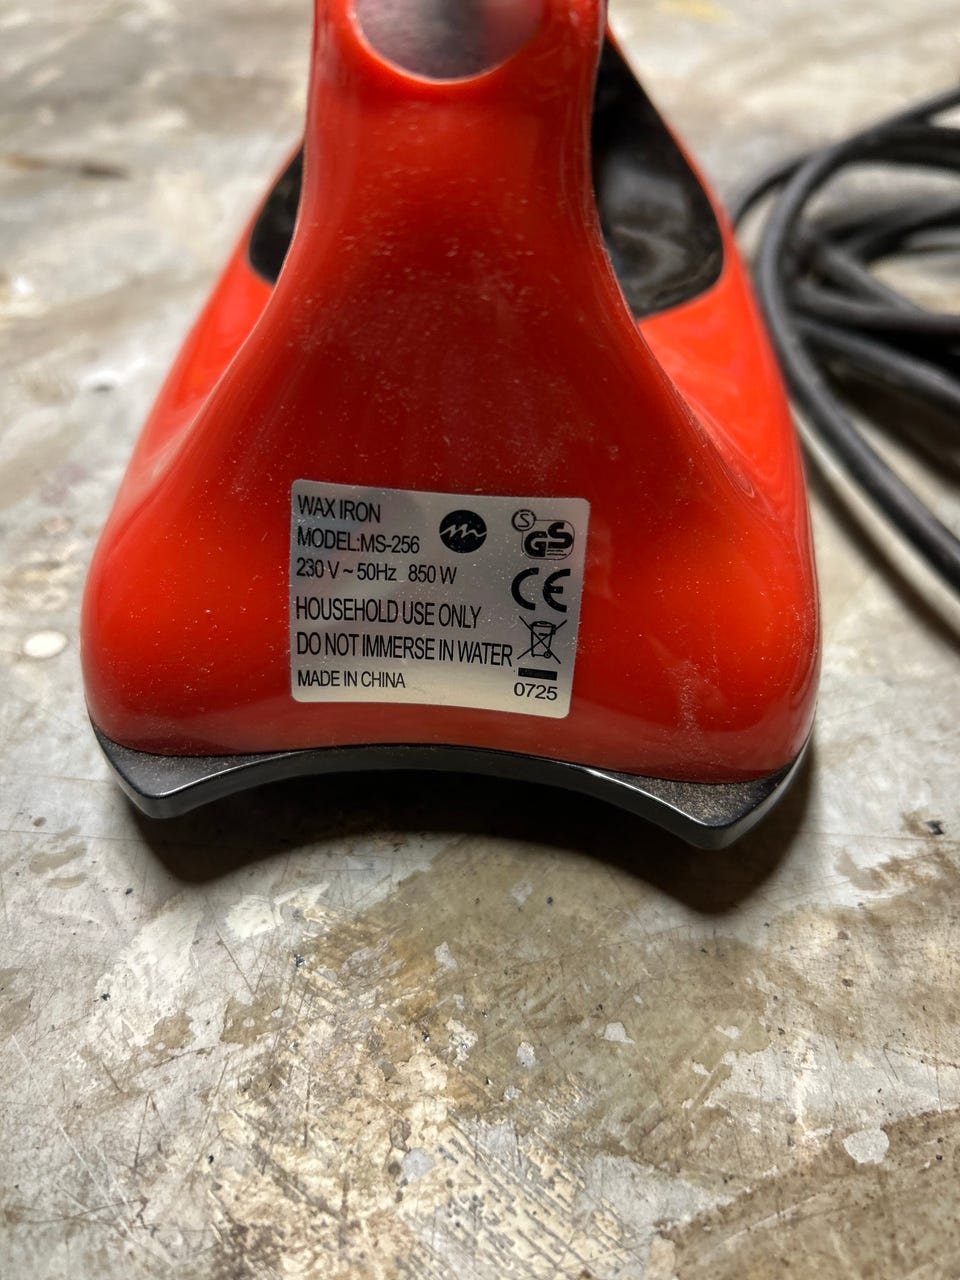 WAX IRON
MODEL:MS-256
230 V ~ 50Hz 850 W
HOUSEHOLD USE ONLY
DO NOT IMMERSE IN WATER
MADE IN CHINA
S
GS
CE
0725